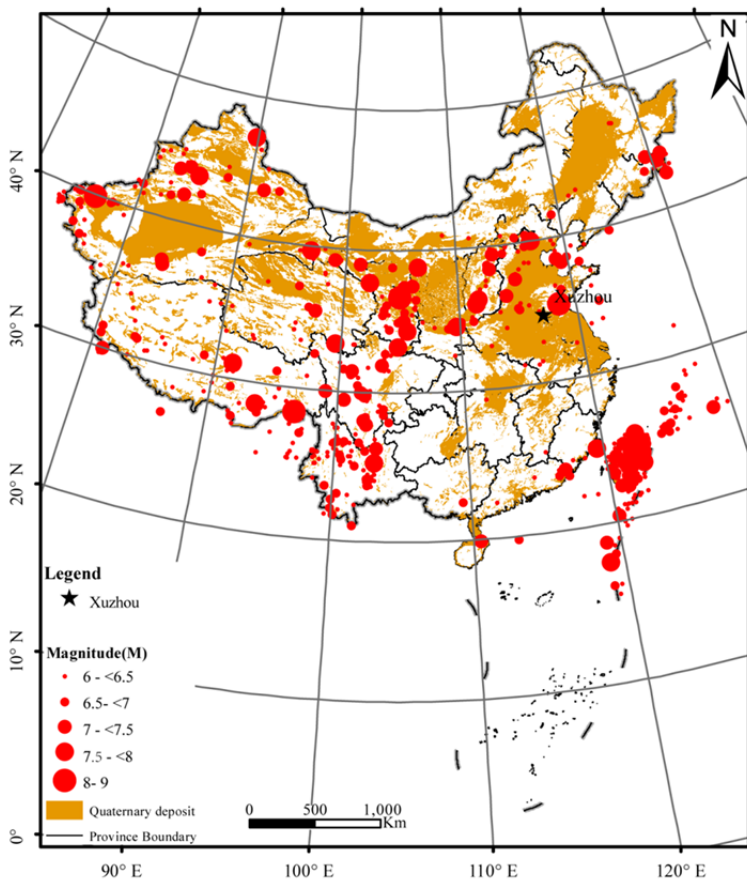 N
40° N
30° N
20° N
10° N
0°
Xuzhou
Legend
Xuzhou
Magnitude(M)
6 - <6.5
6.5- <7
7 - <7.5
7.5 - <8
8- 9
Quaternary deposit
Province Boundary
0 500 1,000
Km
90° E 100° E 110° E 120° E